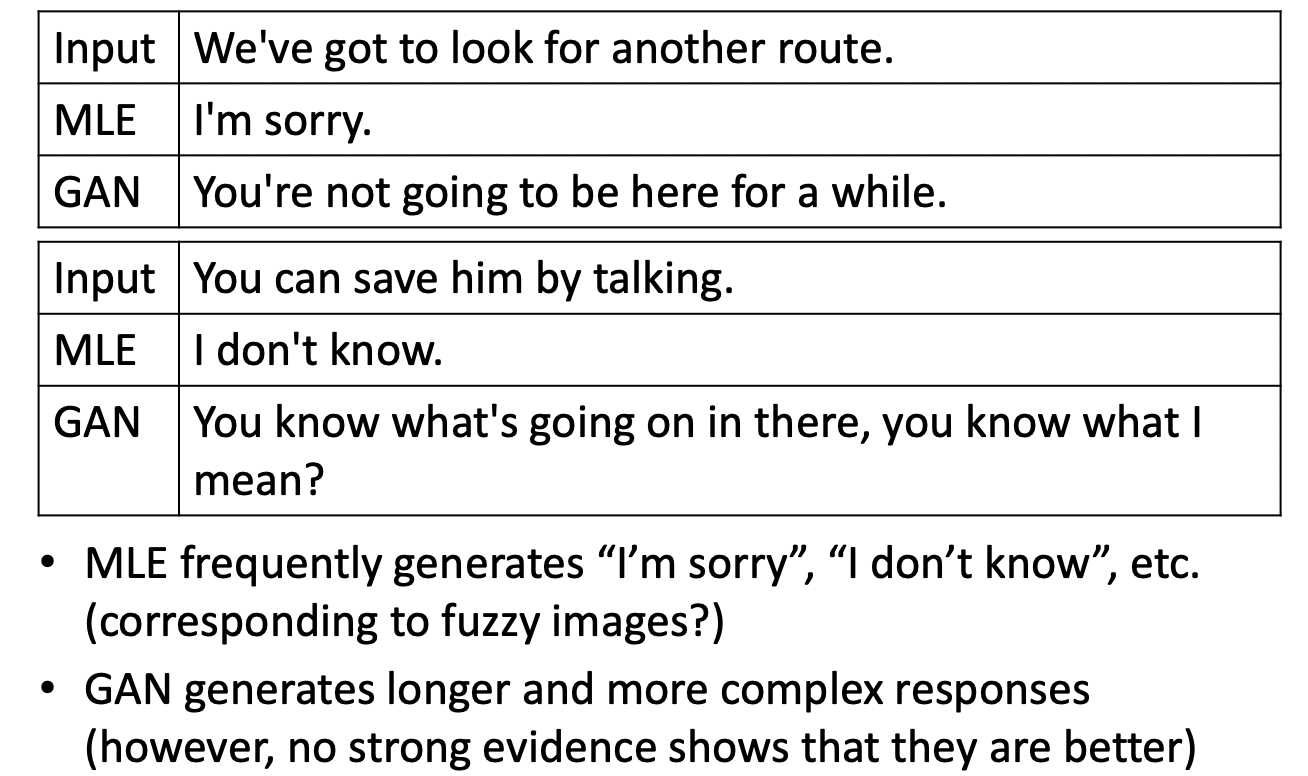 Input We've got to look for another route.
MLE I'm sorry.
GAN You're not going to be here for a while.
Input You can save him by talking.
MLE I don't know.
GAN You know what's going on in there, you know what I
mean?
• MLE frequently generates “I’m sorry”, “I don’t know”, etc.
(corresponding to fuzzy images?)
• GAN generates longer and more complex responses
(however, no strong evidence shows that they are better)